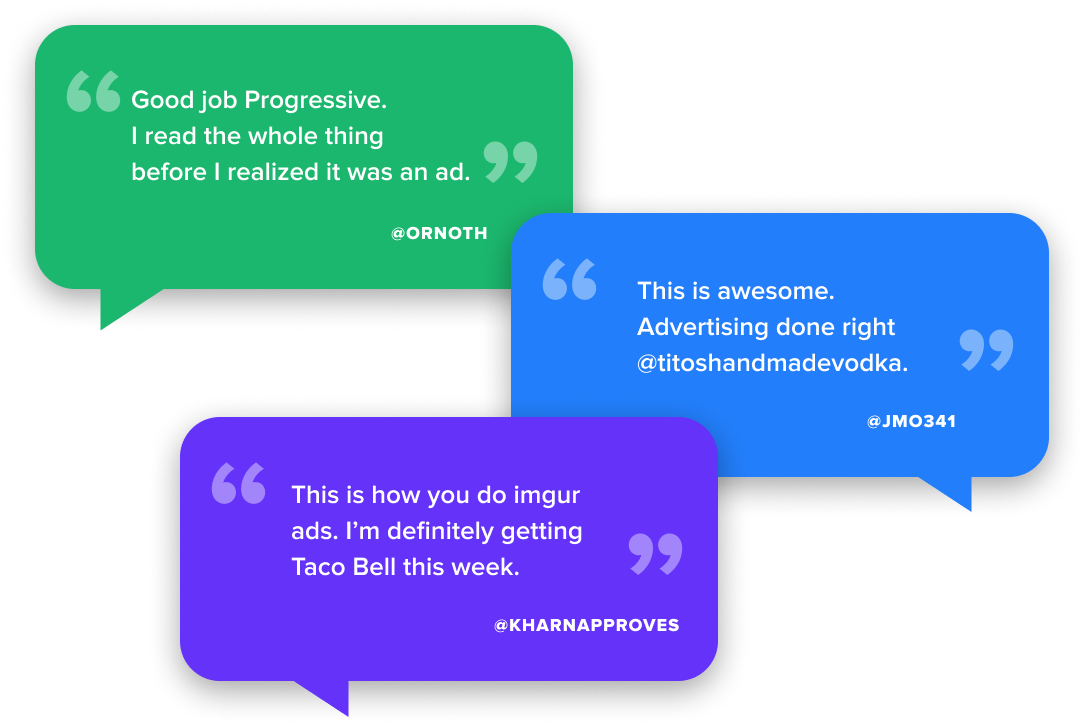 “Good job Progressive.
I read the whole thing
before I realized it was an ad.”
@ORNOTH
“This is awesome.
Advertising done right
@titoshandmadevodka.”
@JMO341
“This is how you do imgur
ads. I’m definitely getting
Taco Bell this week.”
@KHARNAPPROVES